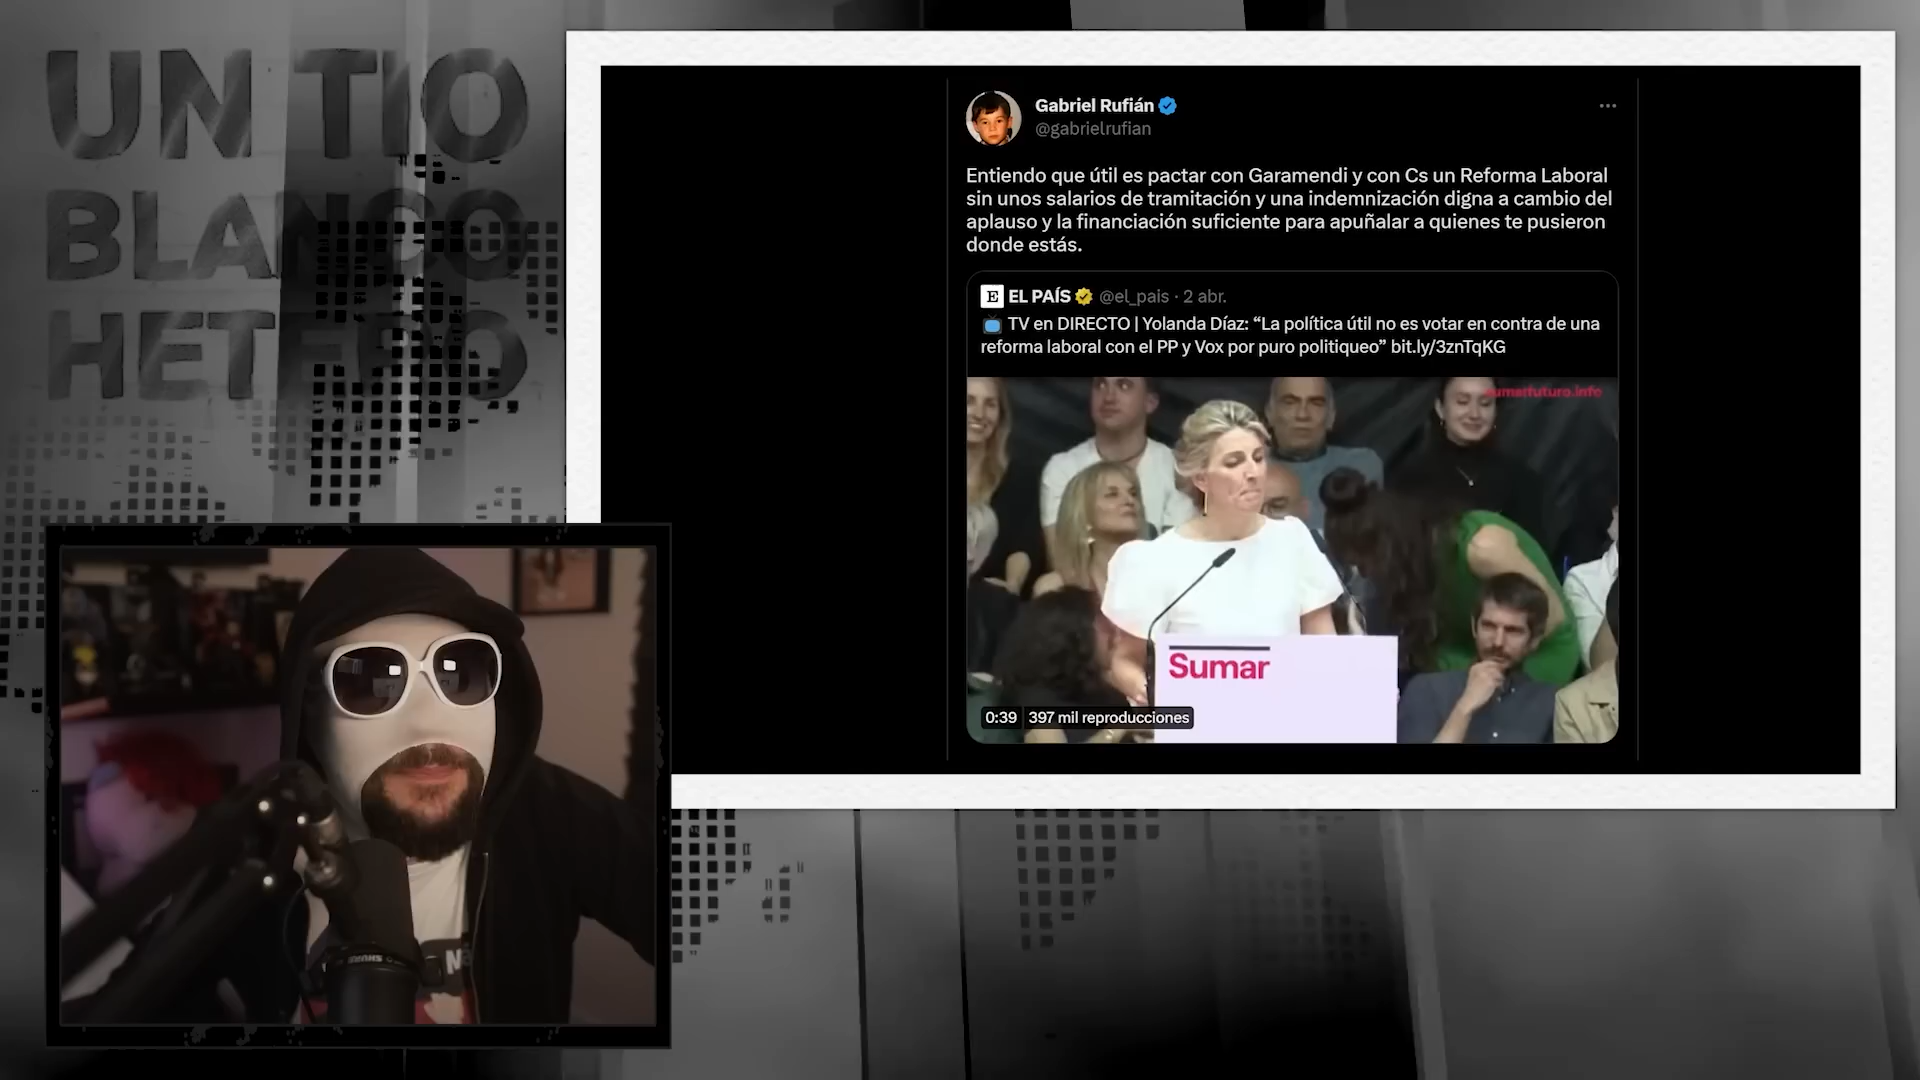 UN TIO
BLANCO
HETERO
Gabriel Rufián
@gabrielrufian
Entiendo que útil es pactar con Garamendi y con Cs un Reforma Laboral
sin unos salarios de tramitación y una indemnización digna a cambio del
aplauso y la financiación suficiente para apuñalar a quienes te pusieron
donde estás.
E EL PAÍS @el_pais · 2 abr.
TV en DIRECTO | Yolanda Díaz: “La política útil no es votar en contra de una
reforma laboral con el PP y Vox por puro politiqueo” bit.ly/3znTqKG
sumarfuturo.info
Sumar
0:39 397 mil reproducciones